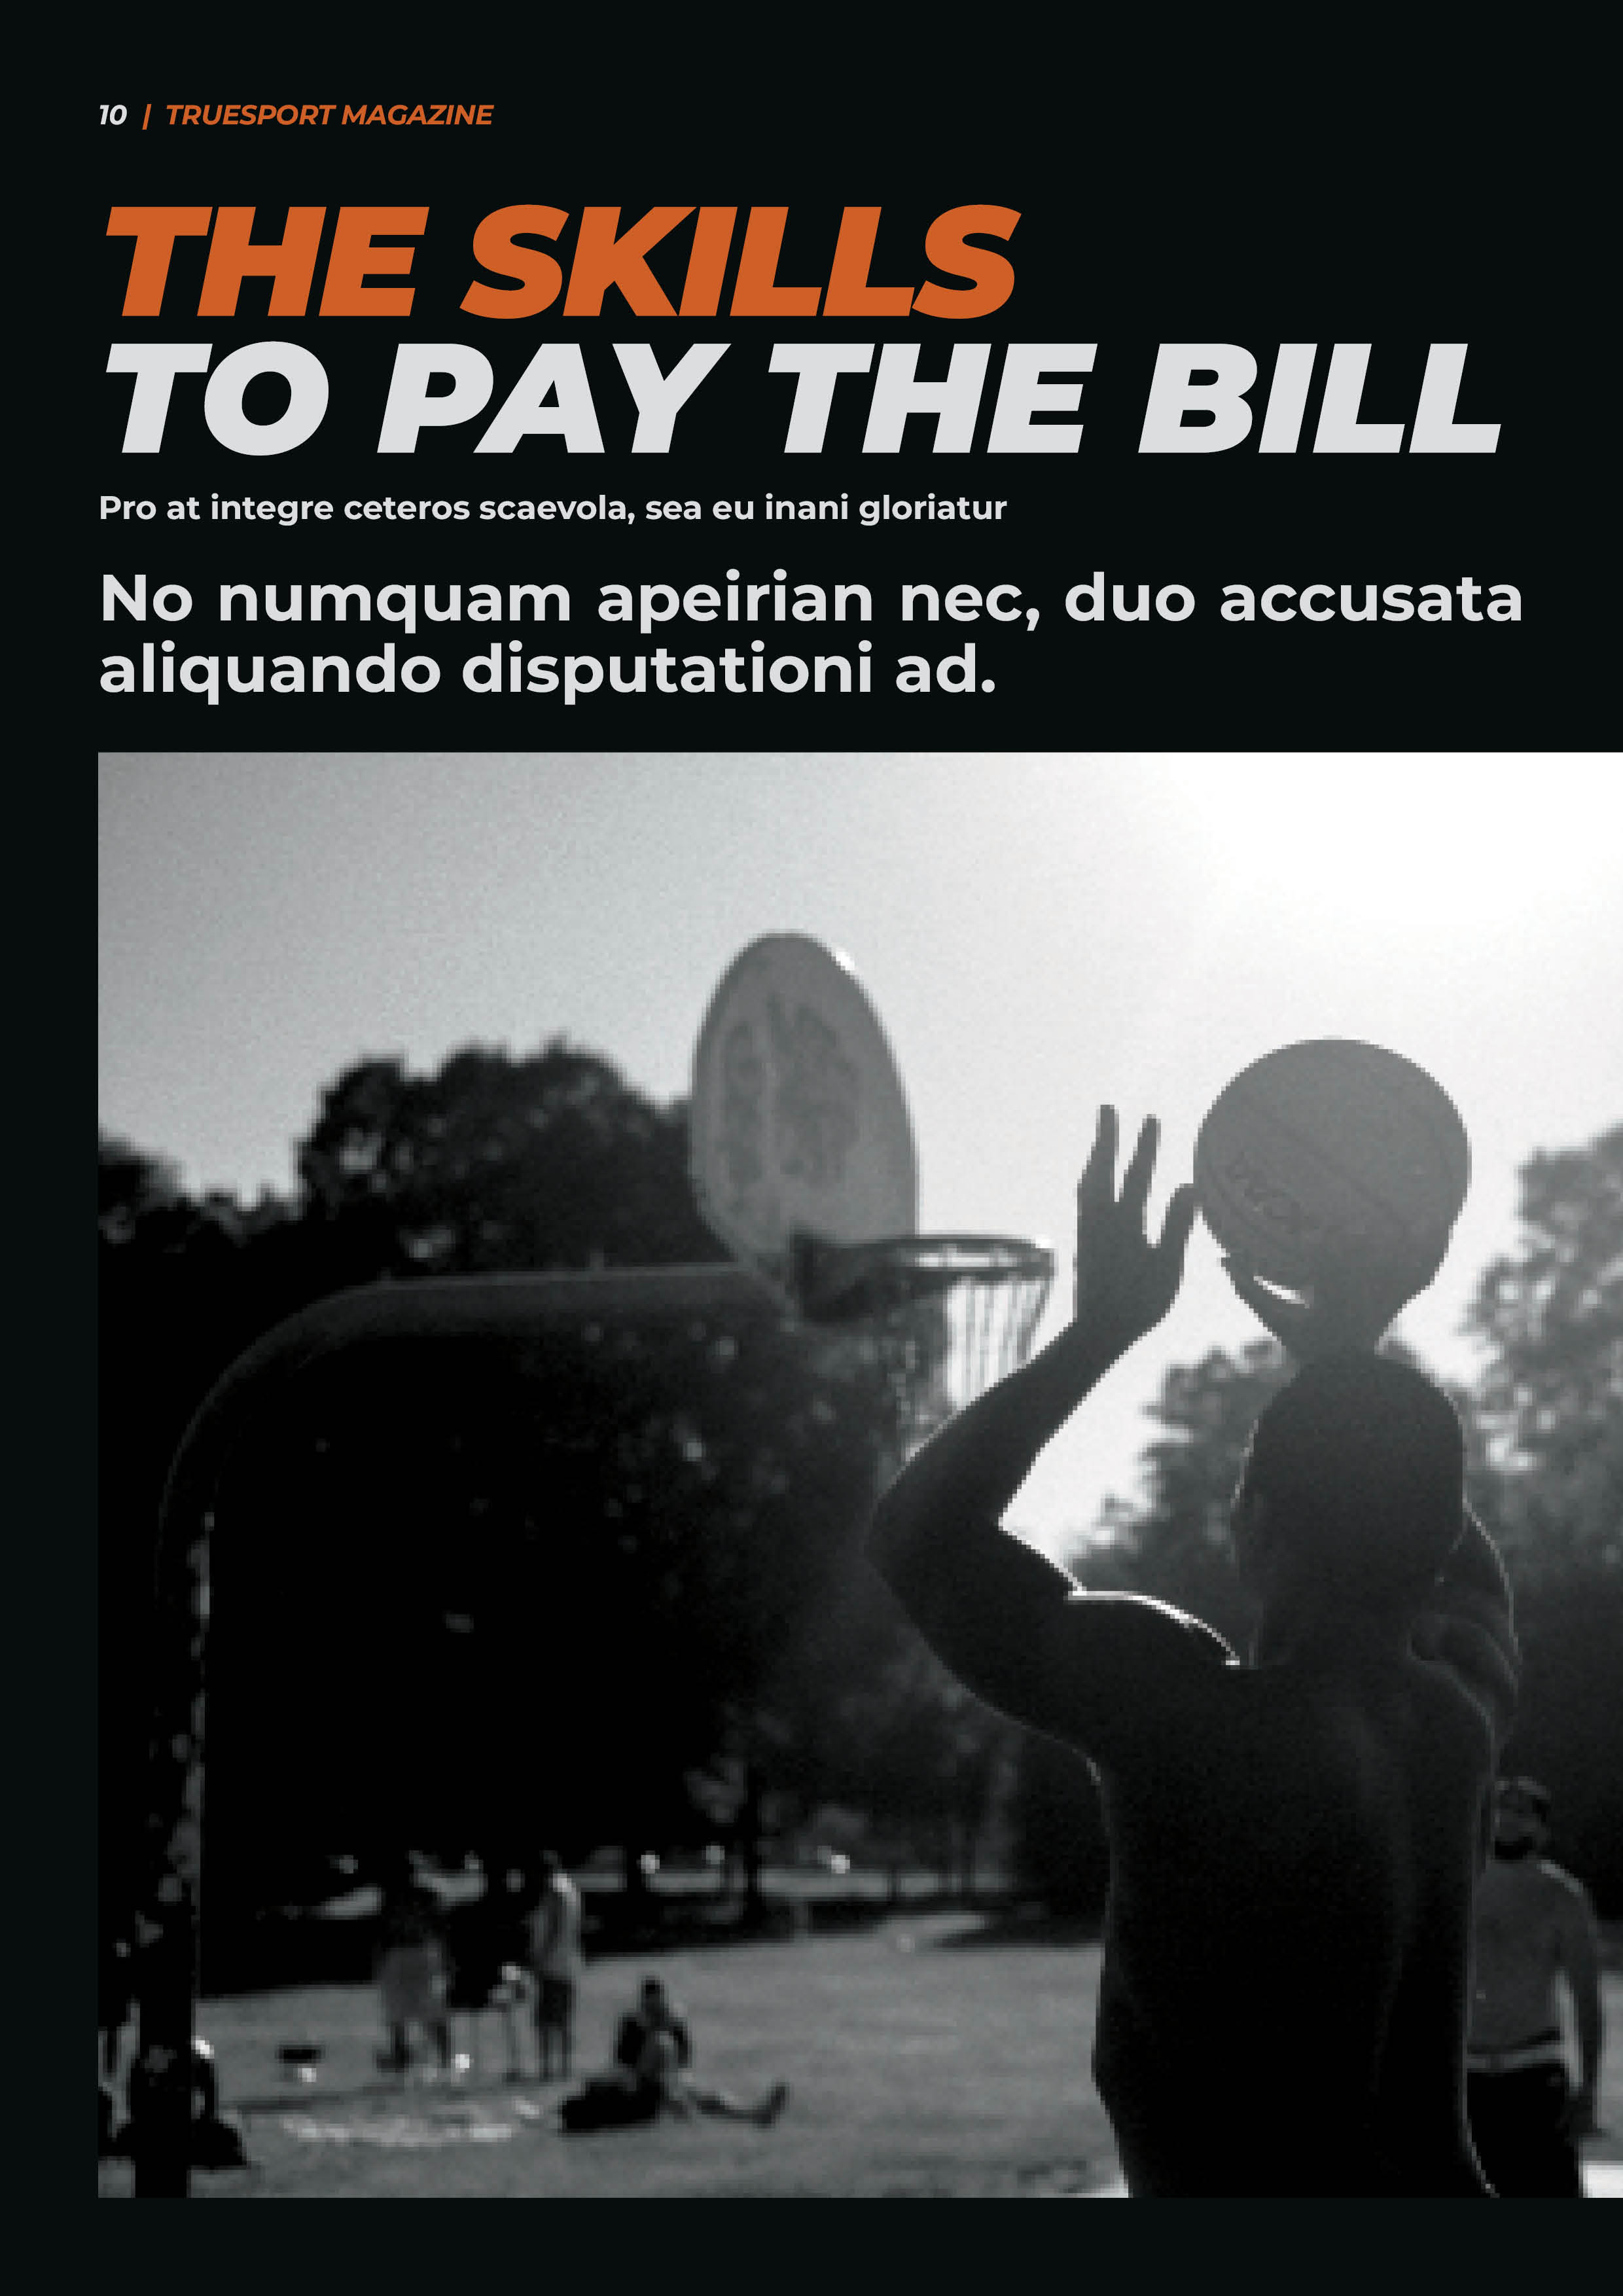 10 | TRUESPORT MAGAZINE
THE SKILLS
TO PAY THE BILL
Pro at integre ceteros scaevola, sea eu inani gloriatur
No numquam apeirian nec, duo accusata
aliquando disputationi ad.